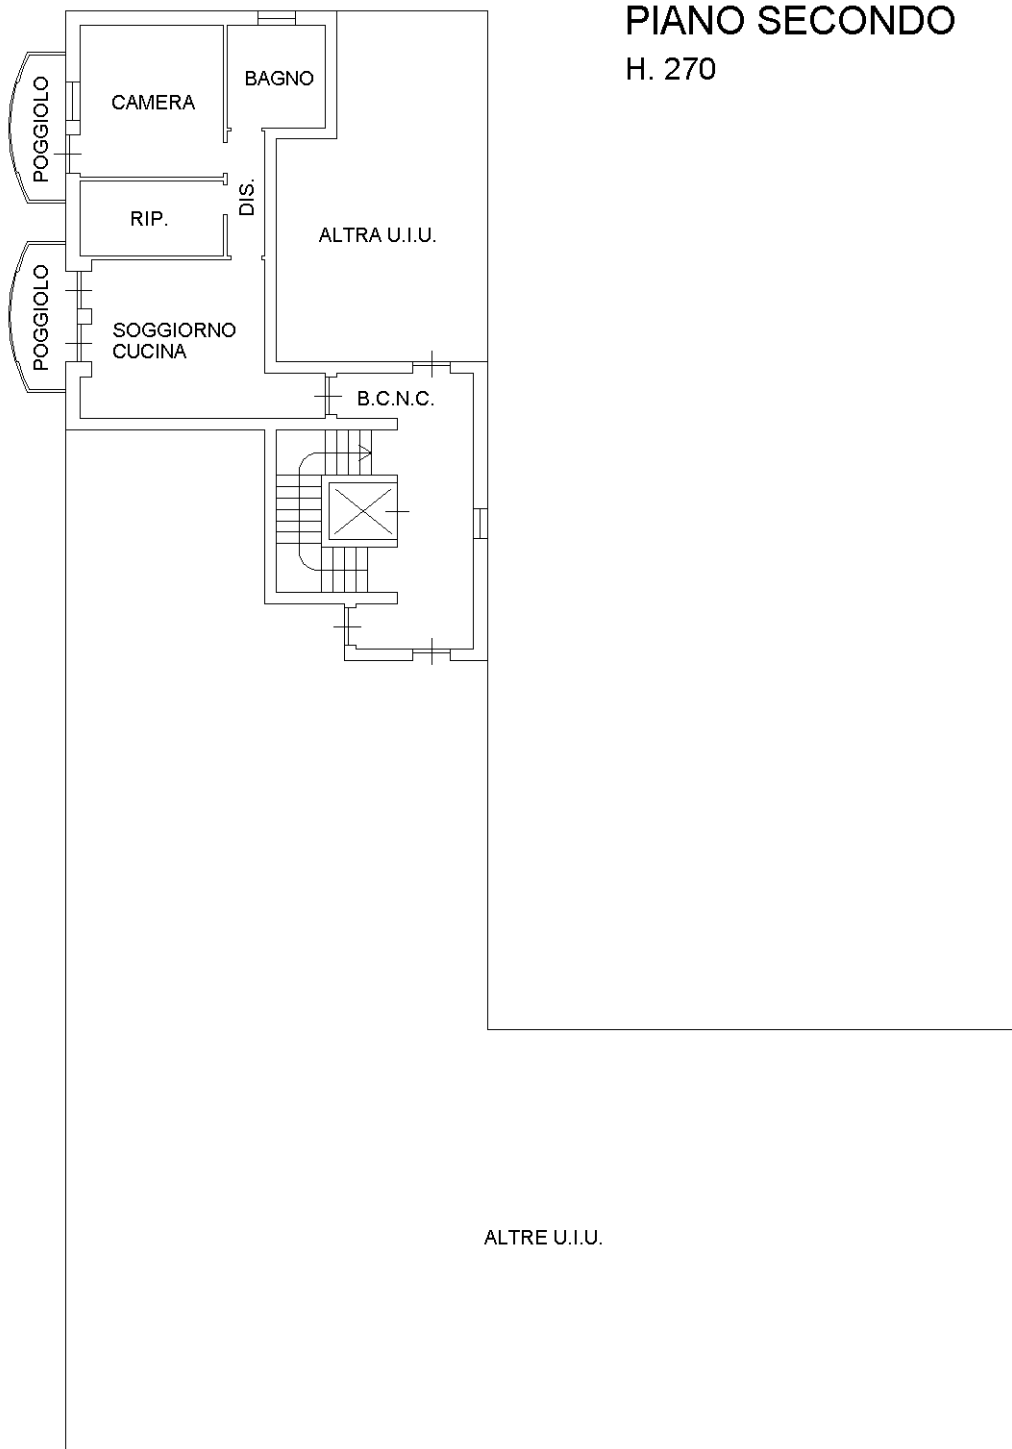 PIANO SECONDO
H. 270
BAGNO
CAMERA
POGGIOLO
DIS.
RIP.
ALTRA U.I.U.
POGGIOLO
SOGGIORNO
CUCINA
B.C.N.C.
ALTRE U.I.U.